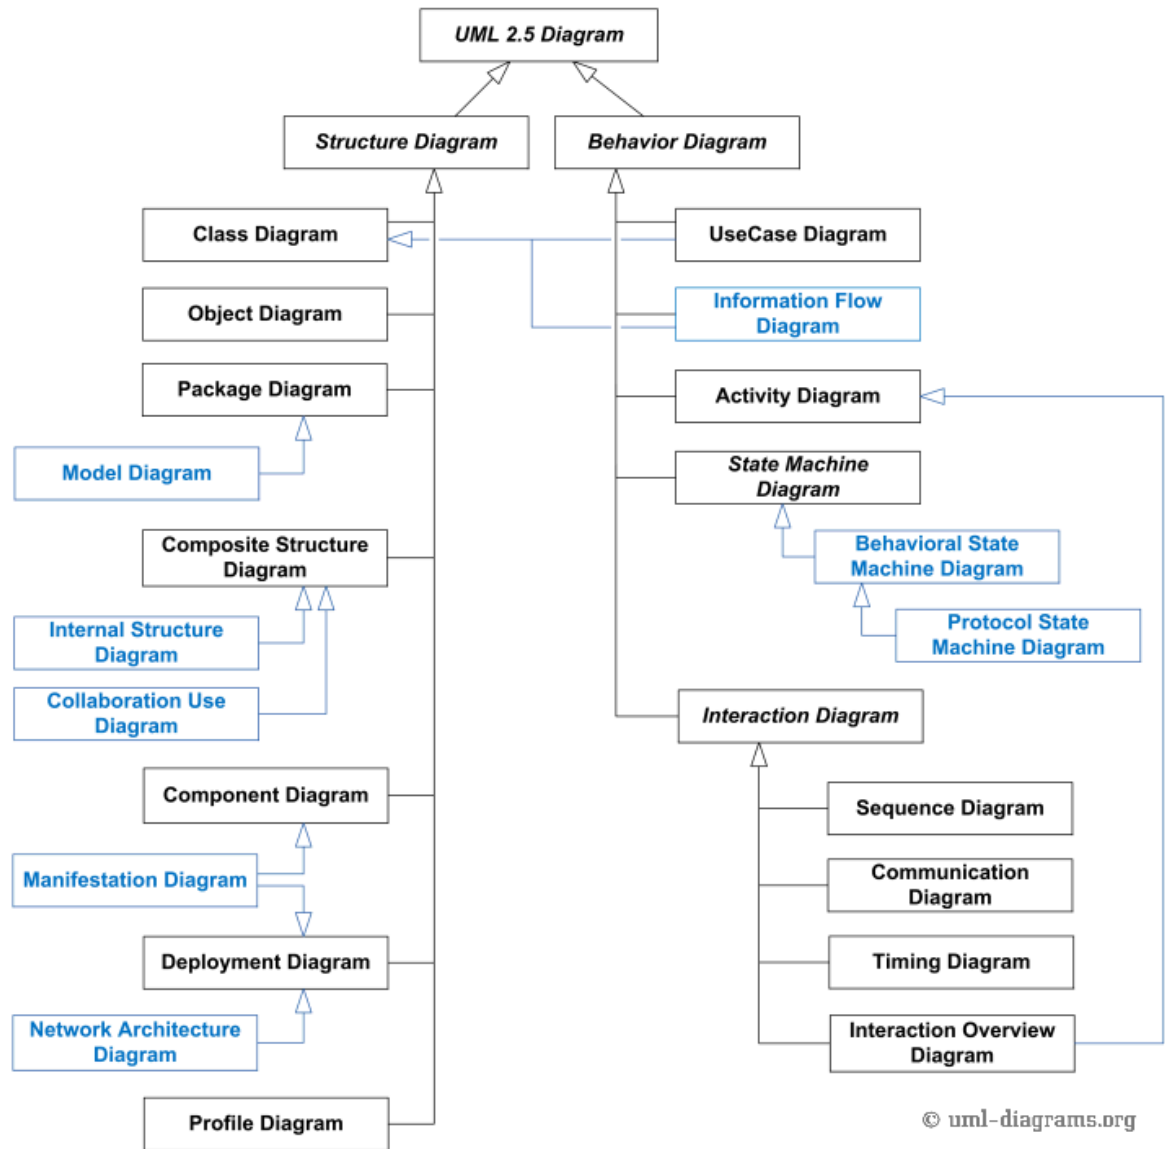 UML 2.5 Diagram
Structure Diagram
Behavior Diagram
Class Diagram
UseCase Diagram
Object Diagram
Information Flow
Diagram
Package Diagram
Activity Diagram
Model Diagram
State Machine
Diagram
Composite Structure
Diagram
Behavioral State
Machine Diagram
Internal Structure
Diagram
Protocol State
Machine Diagram
Collaboration Use
Diagram
Interaction Diagram
Component Diagram
Sequence Diagram
Manifestation Diagram
Communication
Diagram
Deployment Diagram
Timing Diagram
Network Architecture
Diagram
Interaction Overview
Diagram
Profile Diagram
© uml-diagrams.org